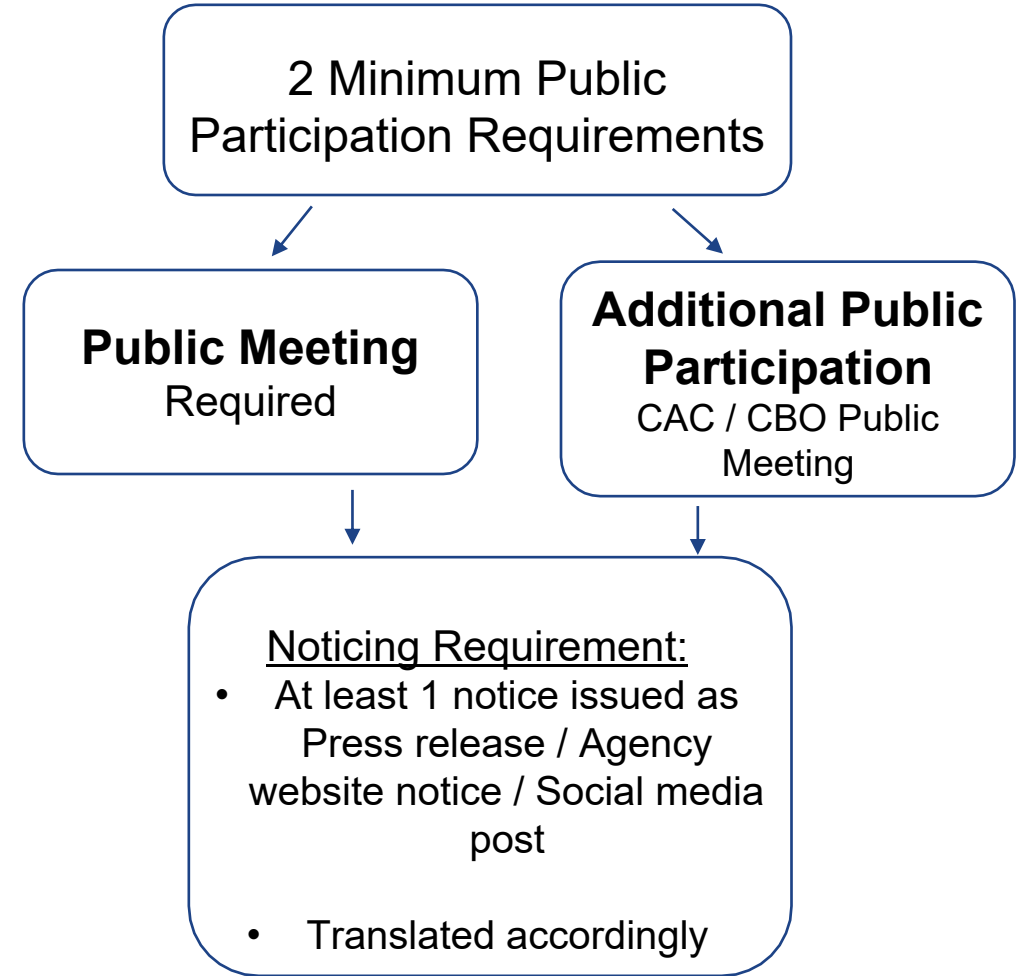 2 Minimum Public
Participation Requirements
Public Meeting
Required
Additional Public
Participation
CAC / CBO Public
Meeting
Noticing Requirement:
• At least 1 notice issued as
Press release / Agency
website notice / Social media
post
• Translated accordingly